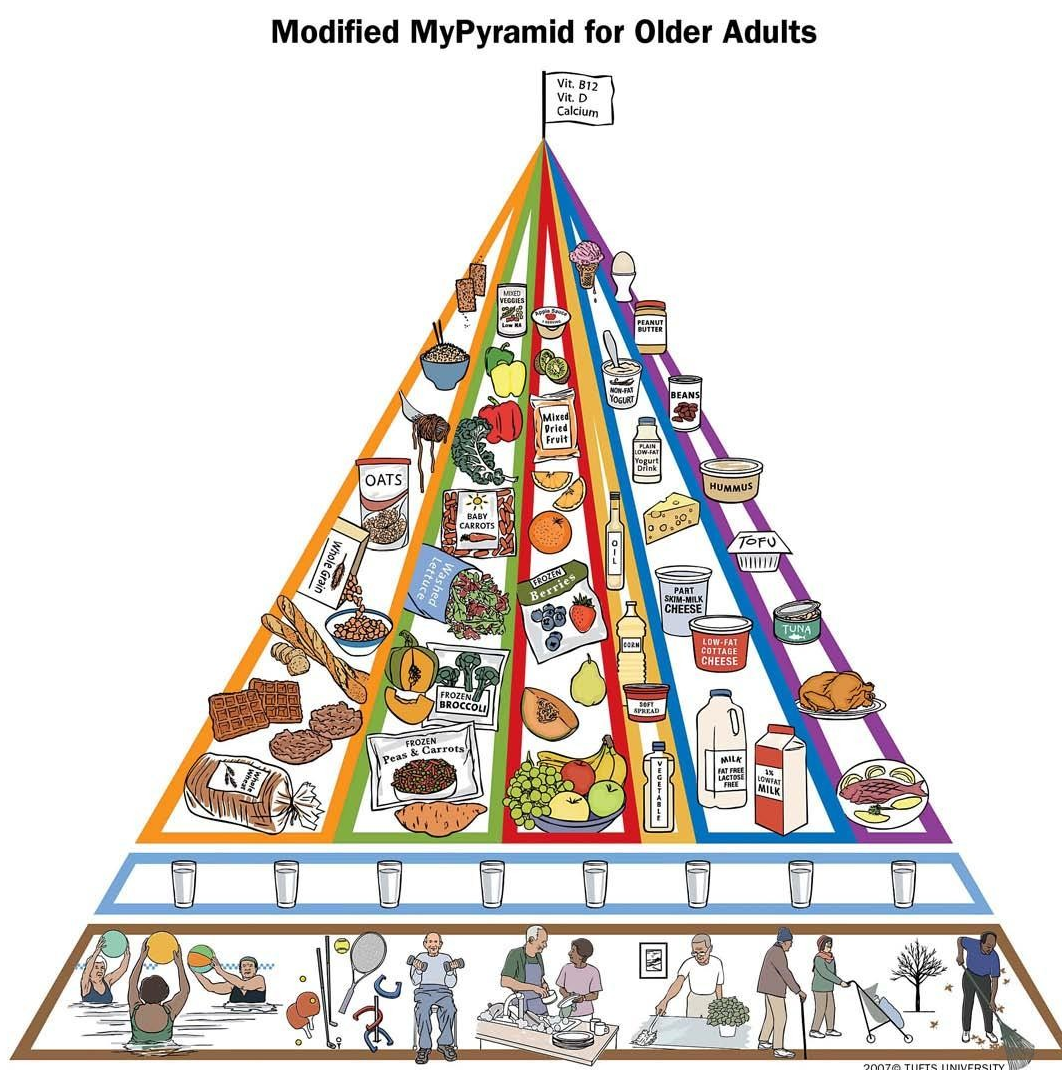 Modified MyPyramid for Older Adults
Vit. B12
Vit. D
Calcium
MIXED
VEGGIES
Low NA
Apple Sauce
PEANUT
BUTTER
NON-FAT
YOGURT
BEANS
Mixed
Dried
Fruit
PLAIN
LOW-FAT
Yogurt
Drink
OATS
HUMMUS
BABY
CARROTS
OIL
TOFU
Whole Grain
Washed
Lettuce
FROZEN
Berries
PART
SKIM-MILK
CHEESE
TUNA
CORN
LOW-FAT
COTTAGE
CHEESE
FROZEN
BROCCOLI
SOFT
SPREAD
FROZEN
Peas & Carrots
Whole
Wheat
VEGETABLE
MILK
FAT FREE
LACTOSE
FREE
1%
LOWFAT
MILK
2007© TUFTS UNIVERSITY